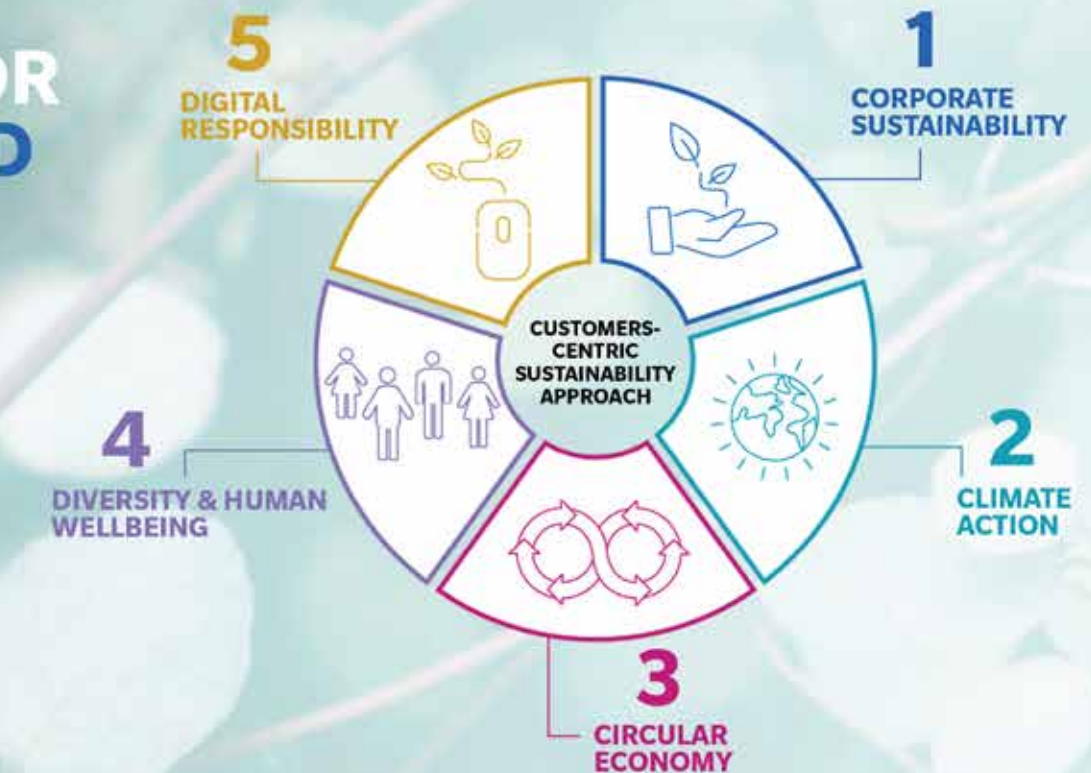 OR
D
5
DIGITAL
RESPONSIBILITY
1
CORPORATE
SUSTAINABILITY
CUSTOMERS-
CENTRIC
SUSTAINABILITY
APPROACH
4
DIVERSITY & HUMAN
WELLBEING
2
CLIMATE
ACTION
3
CIRCULAR
ECONOMY